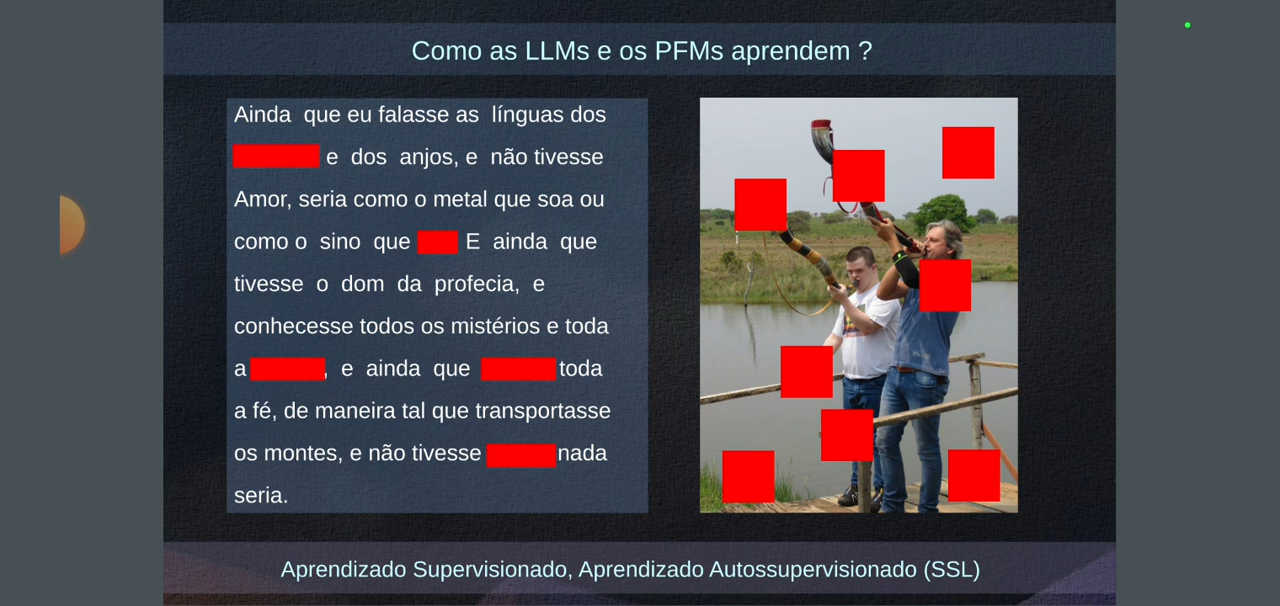 Como as LLMs e os PFMs aprendem ?
Ainda que eu falasse as línguas dos
e dos anjos, e não tivesse
Amor, seria como o metal que soa ou
como o sino que E ainda que
tivesse o dom da profecia, e
conhecesse todos os mistérios e toda
a , e ainda que toda
a fé, de maneira tal que transportasse
os montes, e não tivesse nada
seria.
Aprendizado Supervisionado, Aprendizado Autossupervisionado (SSL)